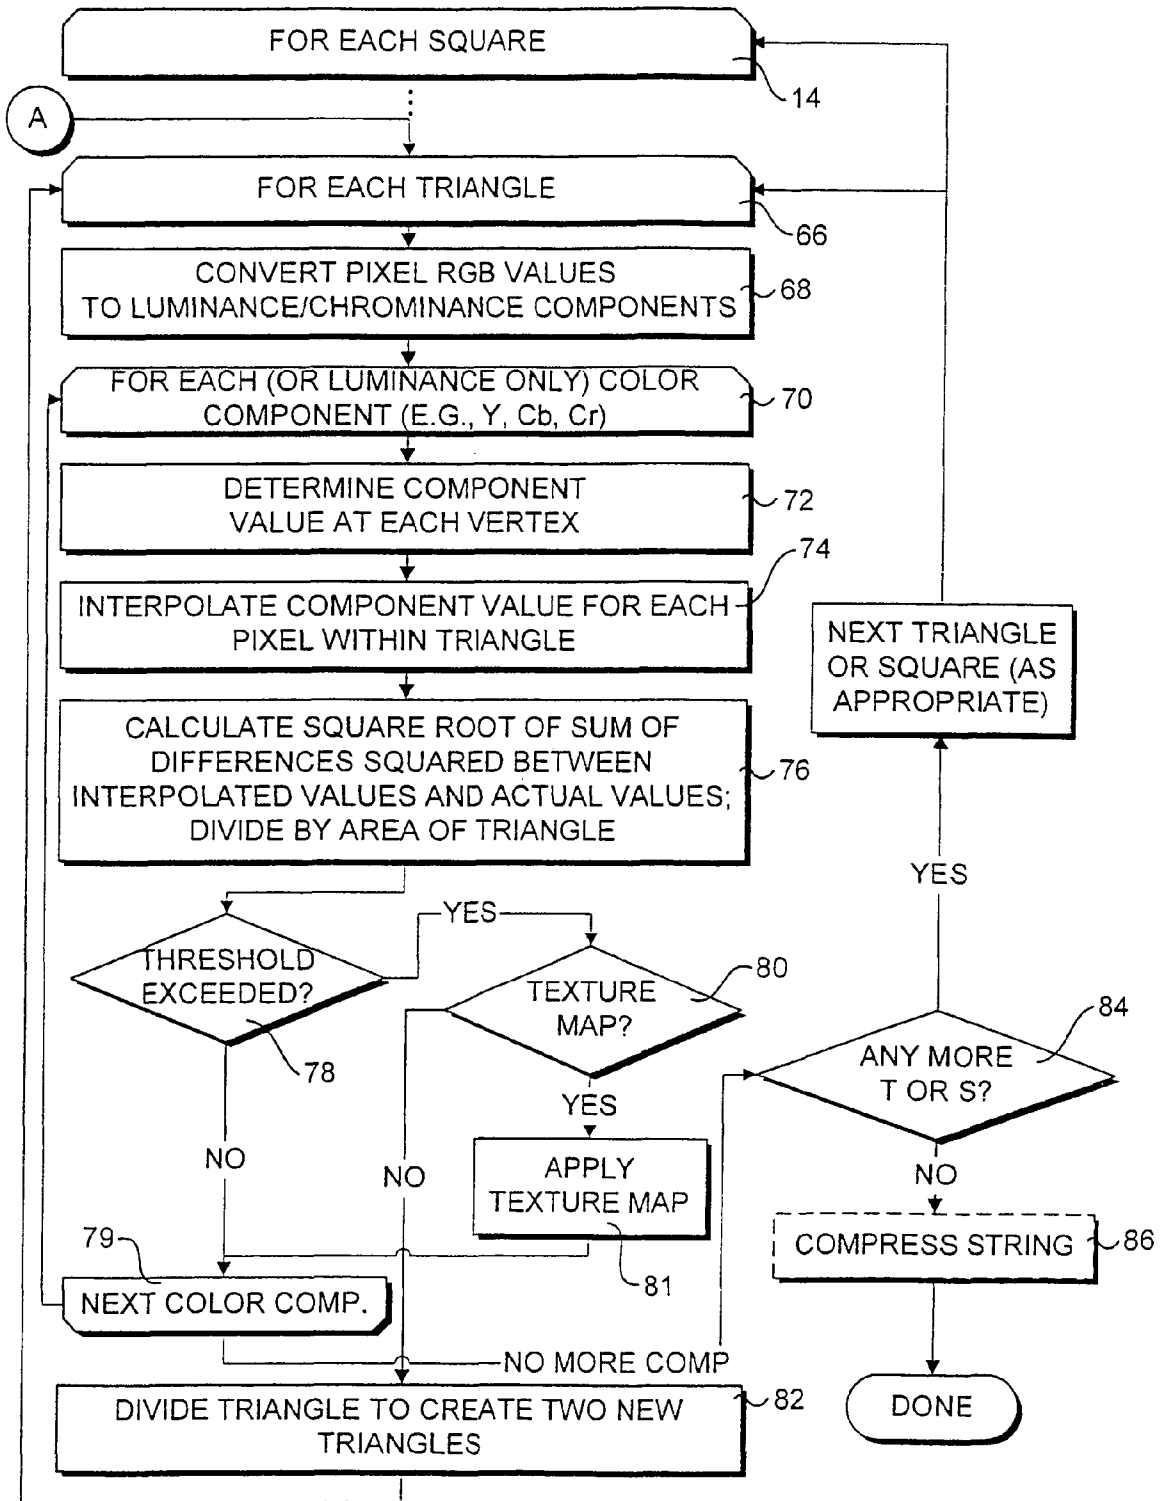 FOR EACH SQUARE
14
A
FOR EACH TRIANGLE
66
CONVERT PIXEL RGB VALUES
TO LUMINANCE/CHROMINANCE COMPONENTS
68
FOR EACH (OR LUMINANCE ONLY) COLOR
COMPONENT (E.G., Y, Cb, Cr)
70
DETERMINE COMPONENT
VALUE AT EACH VERTEX
72
INTERPOLATE COMPONENT VALUE FOR EACH
PIXEL WITHIN TRIANGLE
74
NEXT TRIANGLE
OR SQUARE (AS
APPROPRIATE)
CALCULATE SQUARE ROOT OF SUM OF
DIFFERENCES SQUARED BETWEEN
INTERPOLATED VALUES AND ACTUAL VALUES;
DIVIDE BY AREA OF TRIANGLE
76
YES
YES
THRESHOLD
EXCEEDED?
78
TEXTURE
MAP?
80
ANY MORE
T OR S?
84
YES
NO
NO
NO
APPLY
TEXTURE MAP
81
COMPRESS STRING
86
79
NEXT COLOR COMP.
NO MORE COMP
DIVIDE TRIANGLE TO CREATE TWO NEW
TRIANGLES
82
DONE